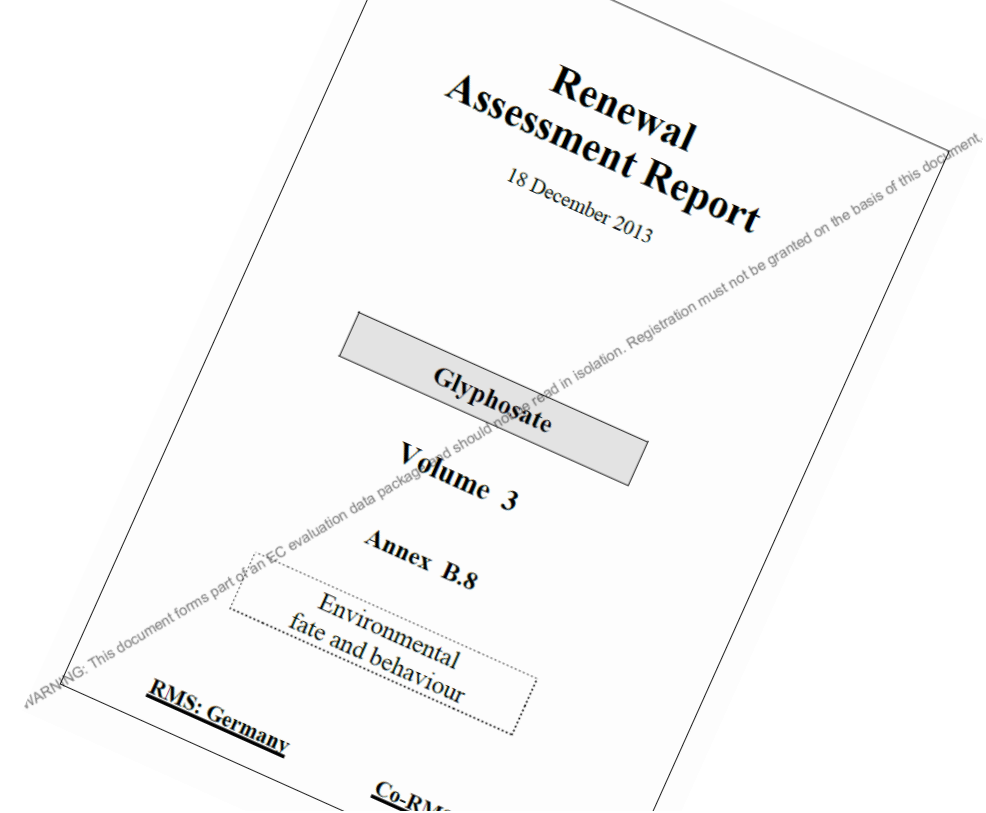 Renewal
Assessment Report
18 December 2013
Glyphosate
Volume 3
Annex B.8
Environmental
fate and behaviour
RMS: Germany
Co-RMS
WARNING: This document forms part of an EC evaluation data package and should not be read in isolation. Registration must not be granted on the basis of this document.